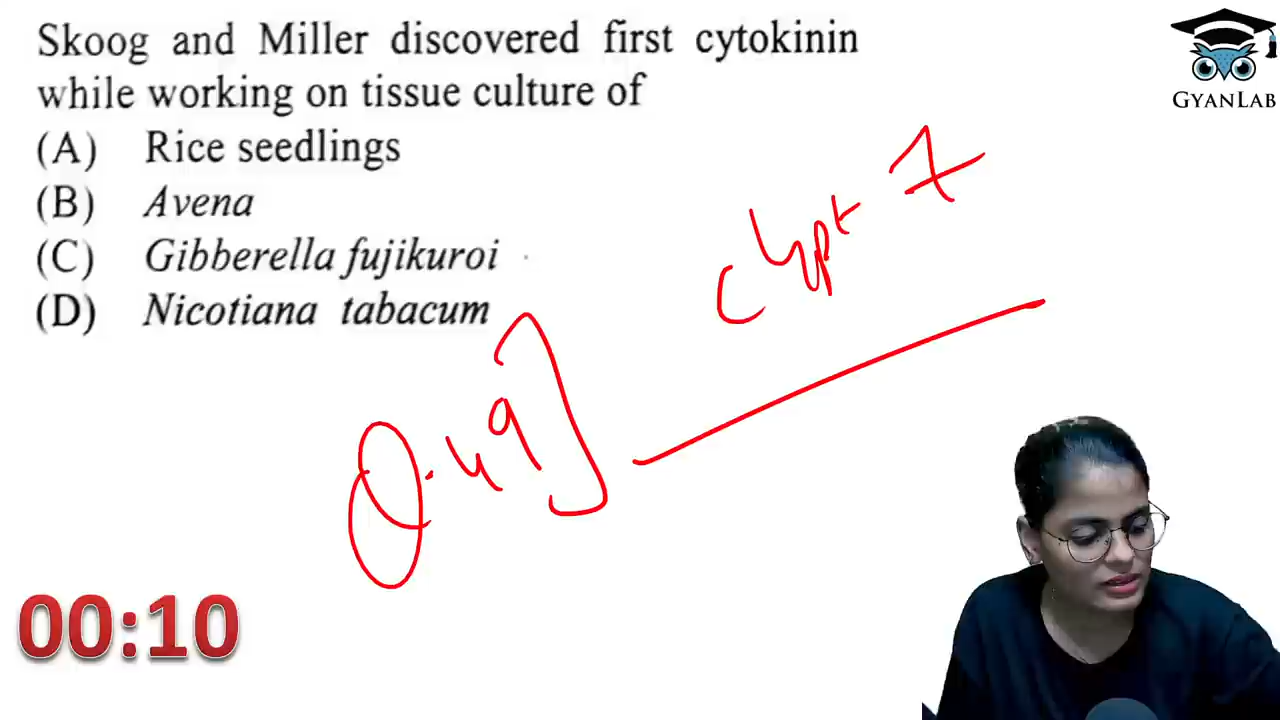 Skoog and Miller discovered first cytokinin
while working on tissue culture of
(A) Rice seedlings
(B) Avena
(C) Gibberella fujikuroi
(D) Nicotiana tabacum
GYANLAB
Chpt 7
Q.49]
00:10